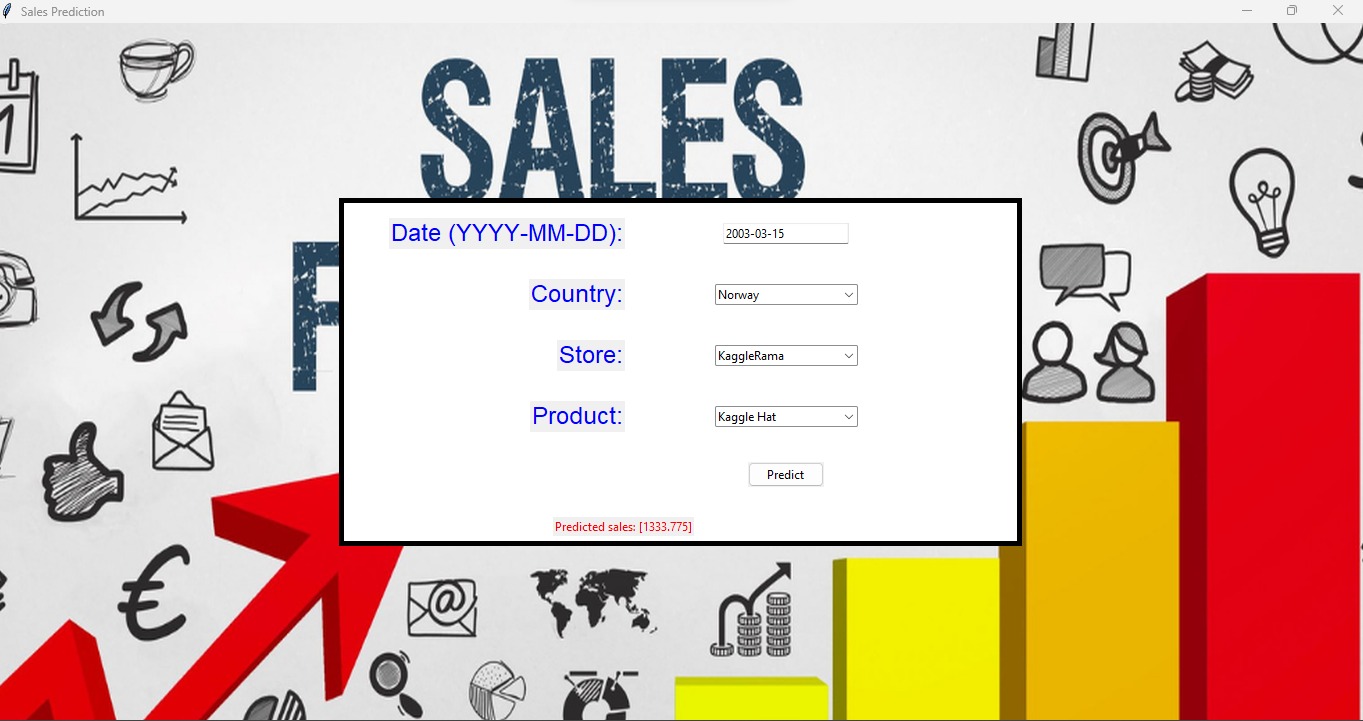 Sales Prediction
SALES
F
Date (YYYY-MM-DD):
2003-03-15
Country:
Norway
Store:
KaggleRama
Product:
Kaggle Hat
Predict
Predicted sales: [1333.775]
1
€
@